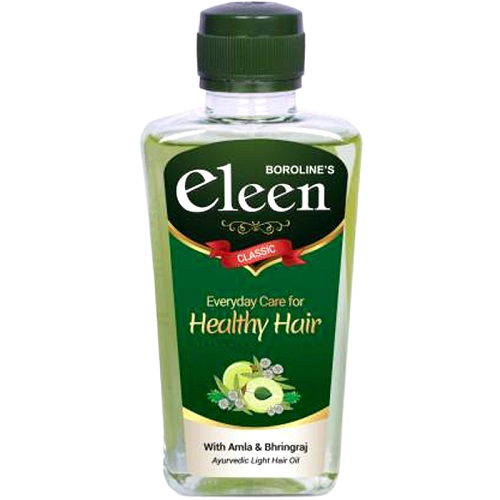 BOROLINE'S
eleen
CLASSIC
Everyday Care for
Healthy Hair
With Amla & Bhringraj
Ayurvedic Light Hair Oil